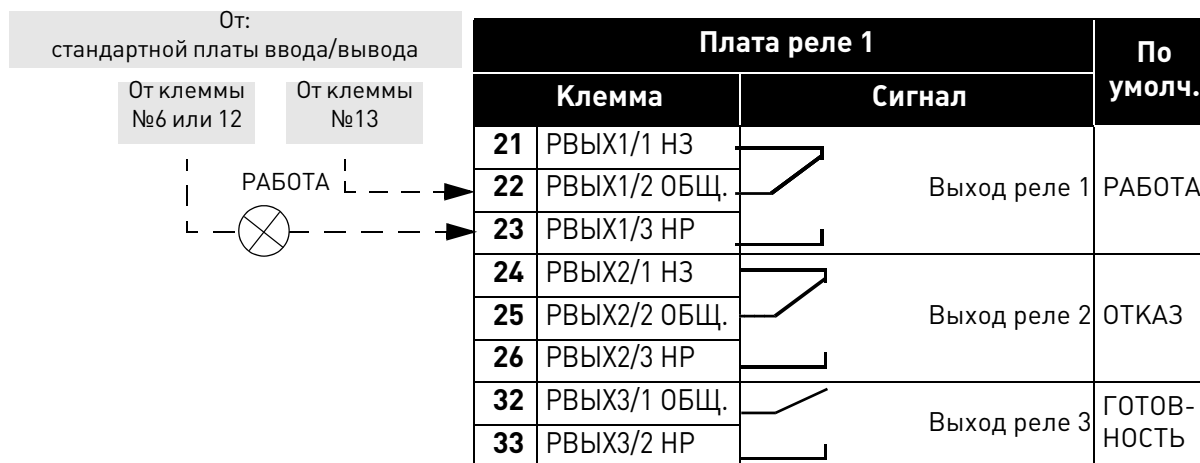 От:
стандартной платы ввода/вывода
От клеммы
№6 или 12
От клеммы
№13
РАБОТА
Плата реле 1
По
умолч.
Клемма
Сигнал
21 РВЫХ1/1 НЗ
22 РВЫХ1/2 ОБЩ.
23 РВЫХ1/3 НР
Выход реле 1
РАБОТА
24 РВЫХ2/1 НЗ
25 РВЫХ2/2 ОБЩ.
26 РВЫХ2/3 НР
Выход реле 2
ОТКАЗ
32 РВЫХ3/1 ОБЩ.
33 РВЫХ3/2 НР
Выход реле 3
ГОТОВ-
НОСТЬ